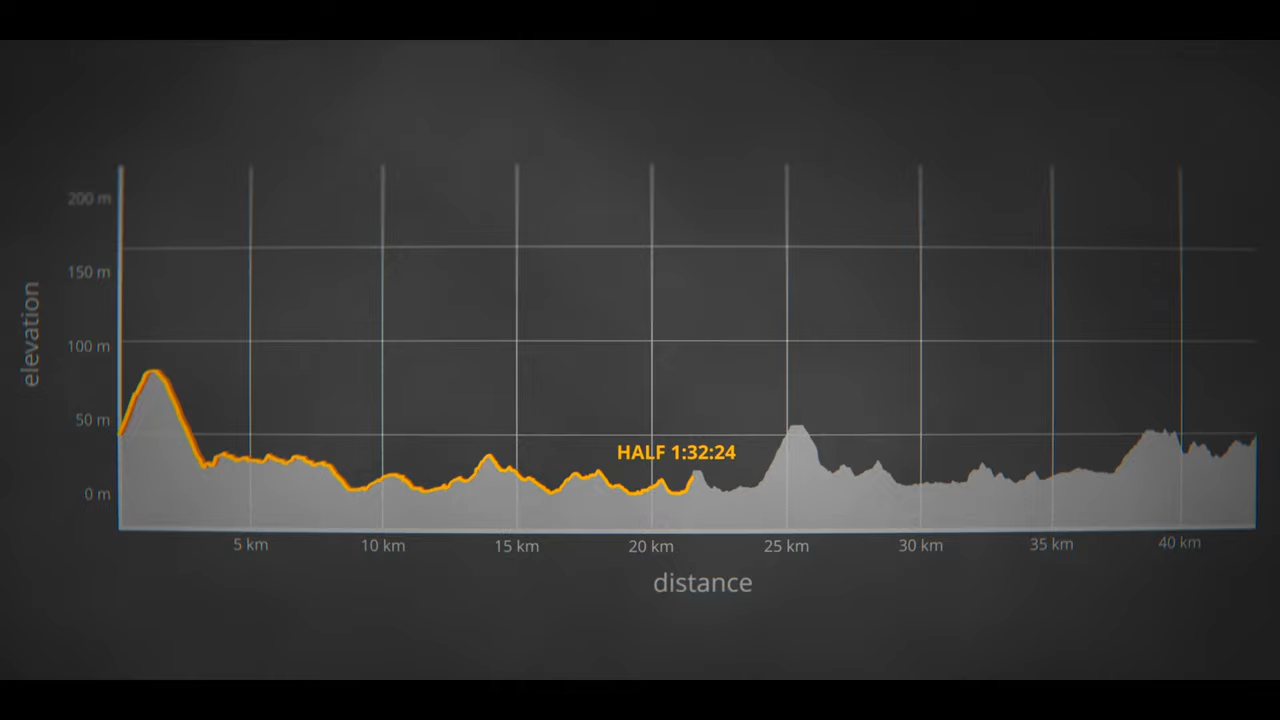 200 m
150 m
100 m
50 m
0 m
elevation
HALF 1:32:24
5 km
10 km
15 km
20 km
25 km
30 km
35 km
40 km
distance